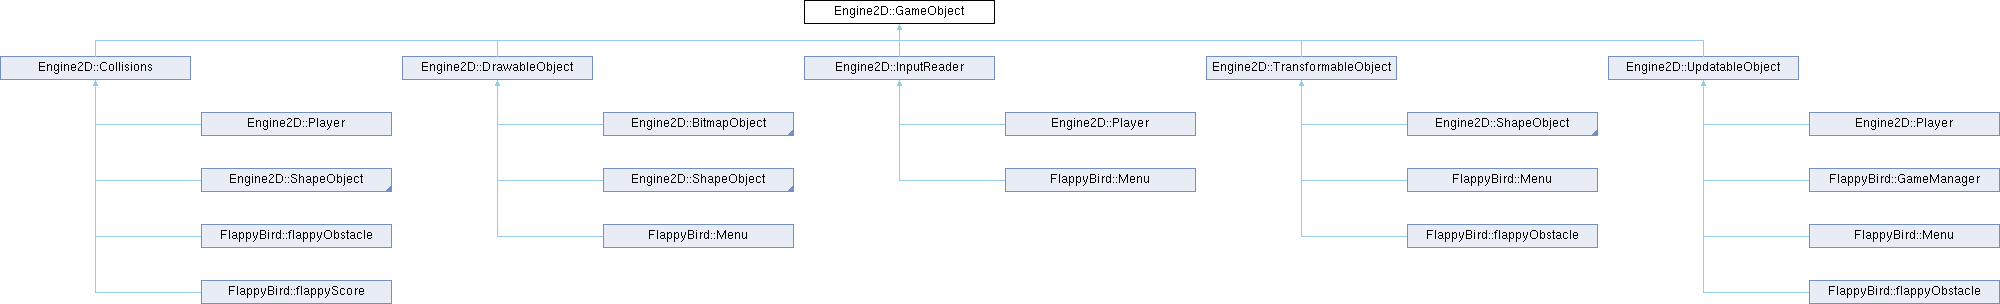 Engine2D::GameObject
Engine2D::Collisions
Engine2D::DrawableObject
Engine2D::InputReader
Engine2D::TransformableObject
Engine2D::UpdatableObject
Engine2D::Player
Engine2D::BitmapObject
Engine2D::Player
Engine2D::ShapeObject
Engine2D::Player
Engine2D::ShapeObject
Engine2D::ShapeObject
FlappyBird::Menu
FlappyBird::Menu
FlappyBird::GameManager
FlappyBird::flappyObstacle
FlappyBird::Menu
FlappyBird::flappyObstacle
FlappyBird::Menu
FlappyBird::flappyScore
FlappyBird::flappyObstacle